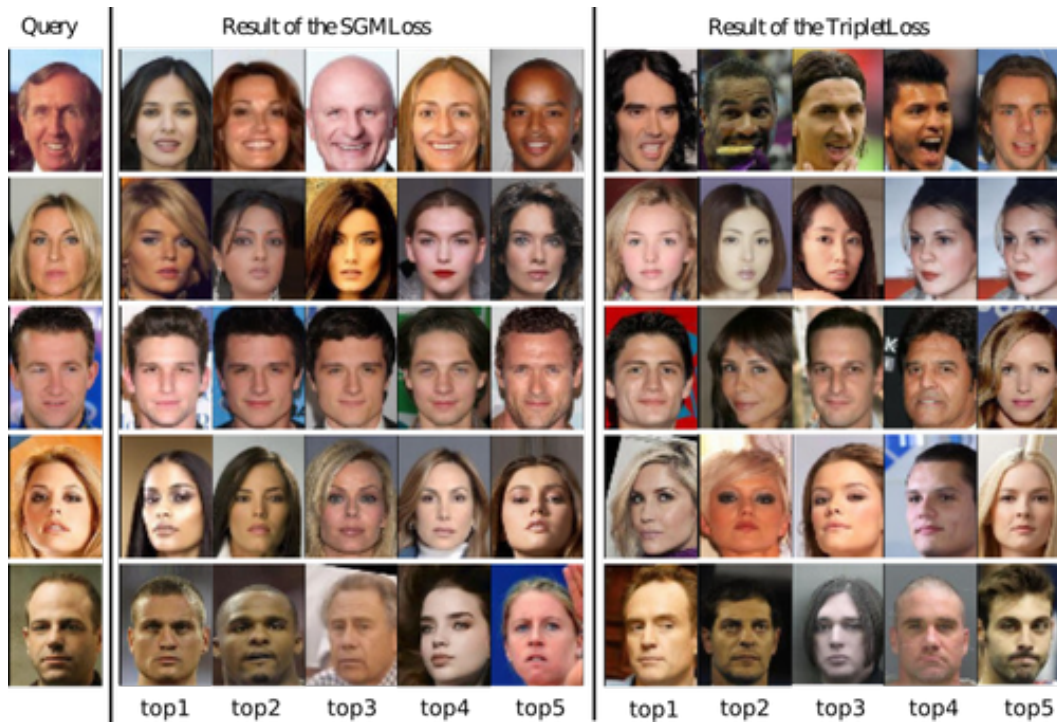 Query
Result of the SGMLoss
Result of the TripletLoss
top1 top2 top3 top4 top5 top1 top2 top3 top4 top5